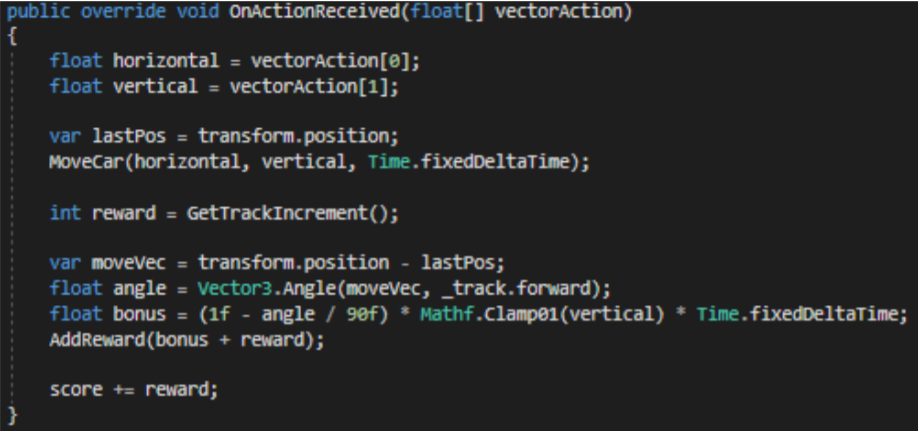 public override void OnActionReceived(float[] vectorAction)
{
    float horizontal = vectorAction[0];
    float vertical = vectorAction[1];

    var lastPos = transform.position;
    MoveCar(horizontal, vertical, Time.fixedDeltaTime);

    int reward = GetTrackIncrement();

    var moveVec = transform.position - lastPos;
    float angle = Vector3.Angle(moveVec, _track.forward);
    float bonus = (1f - angle / 90f) * Mathf.Clamp01(vertical) * Time.fixedDeltaTime;
    AddReward(bonus + reward);

    score += reward;
}